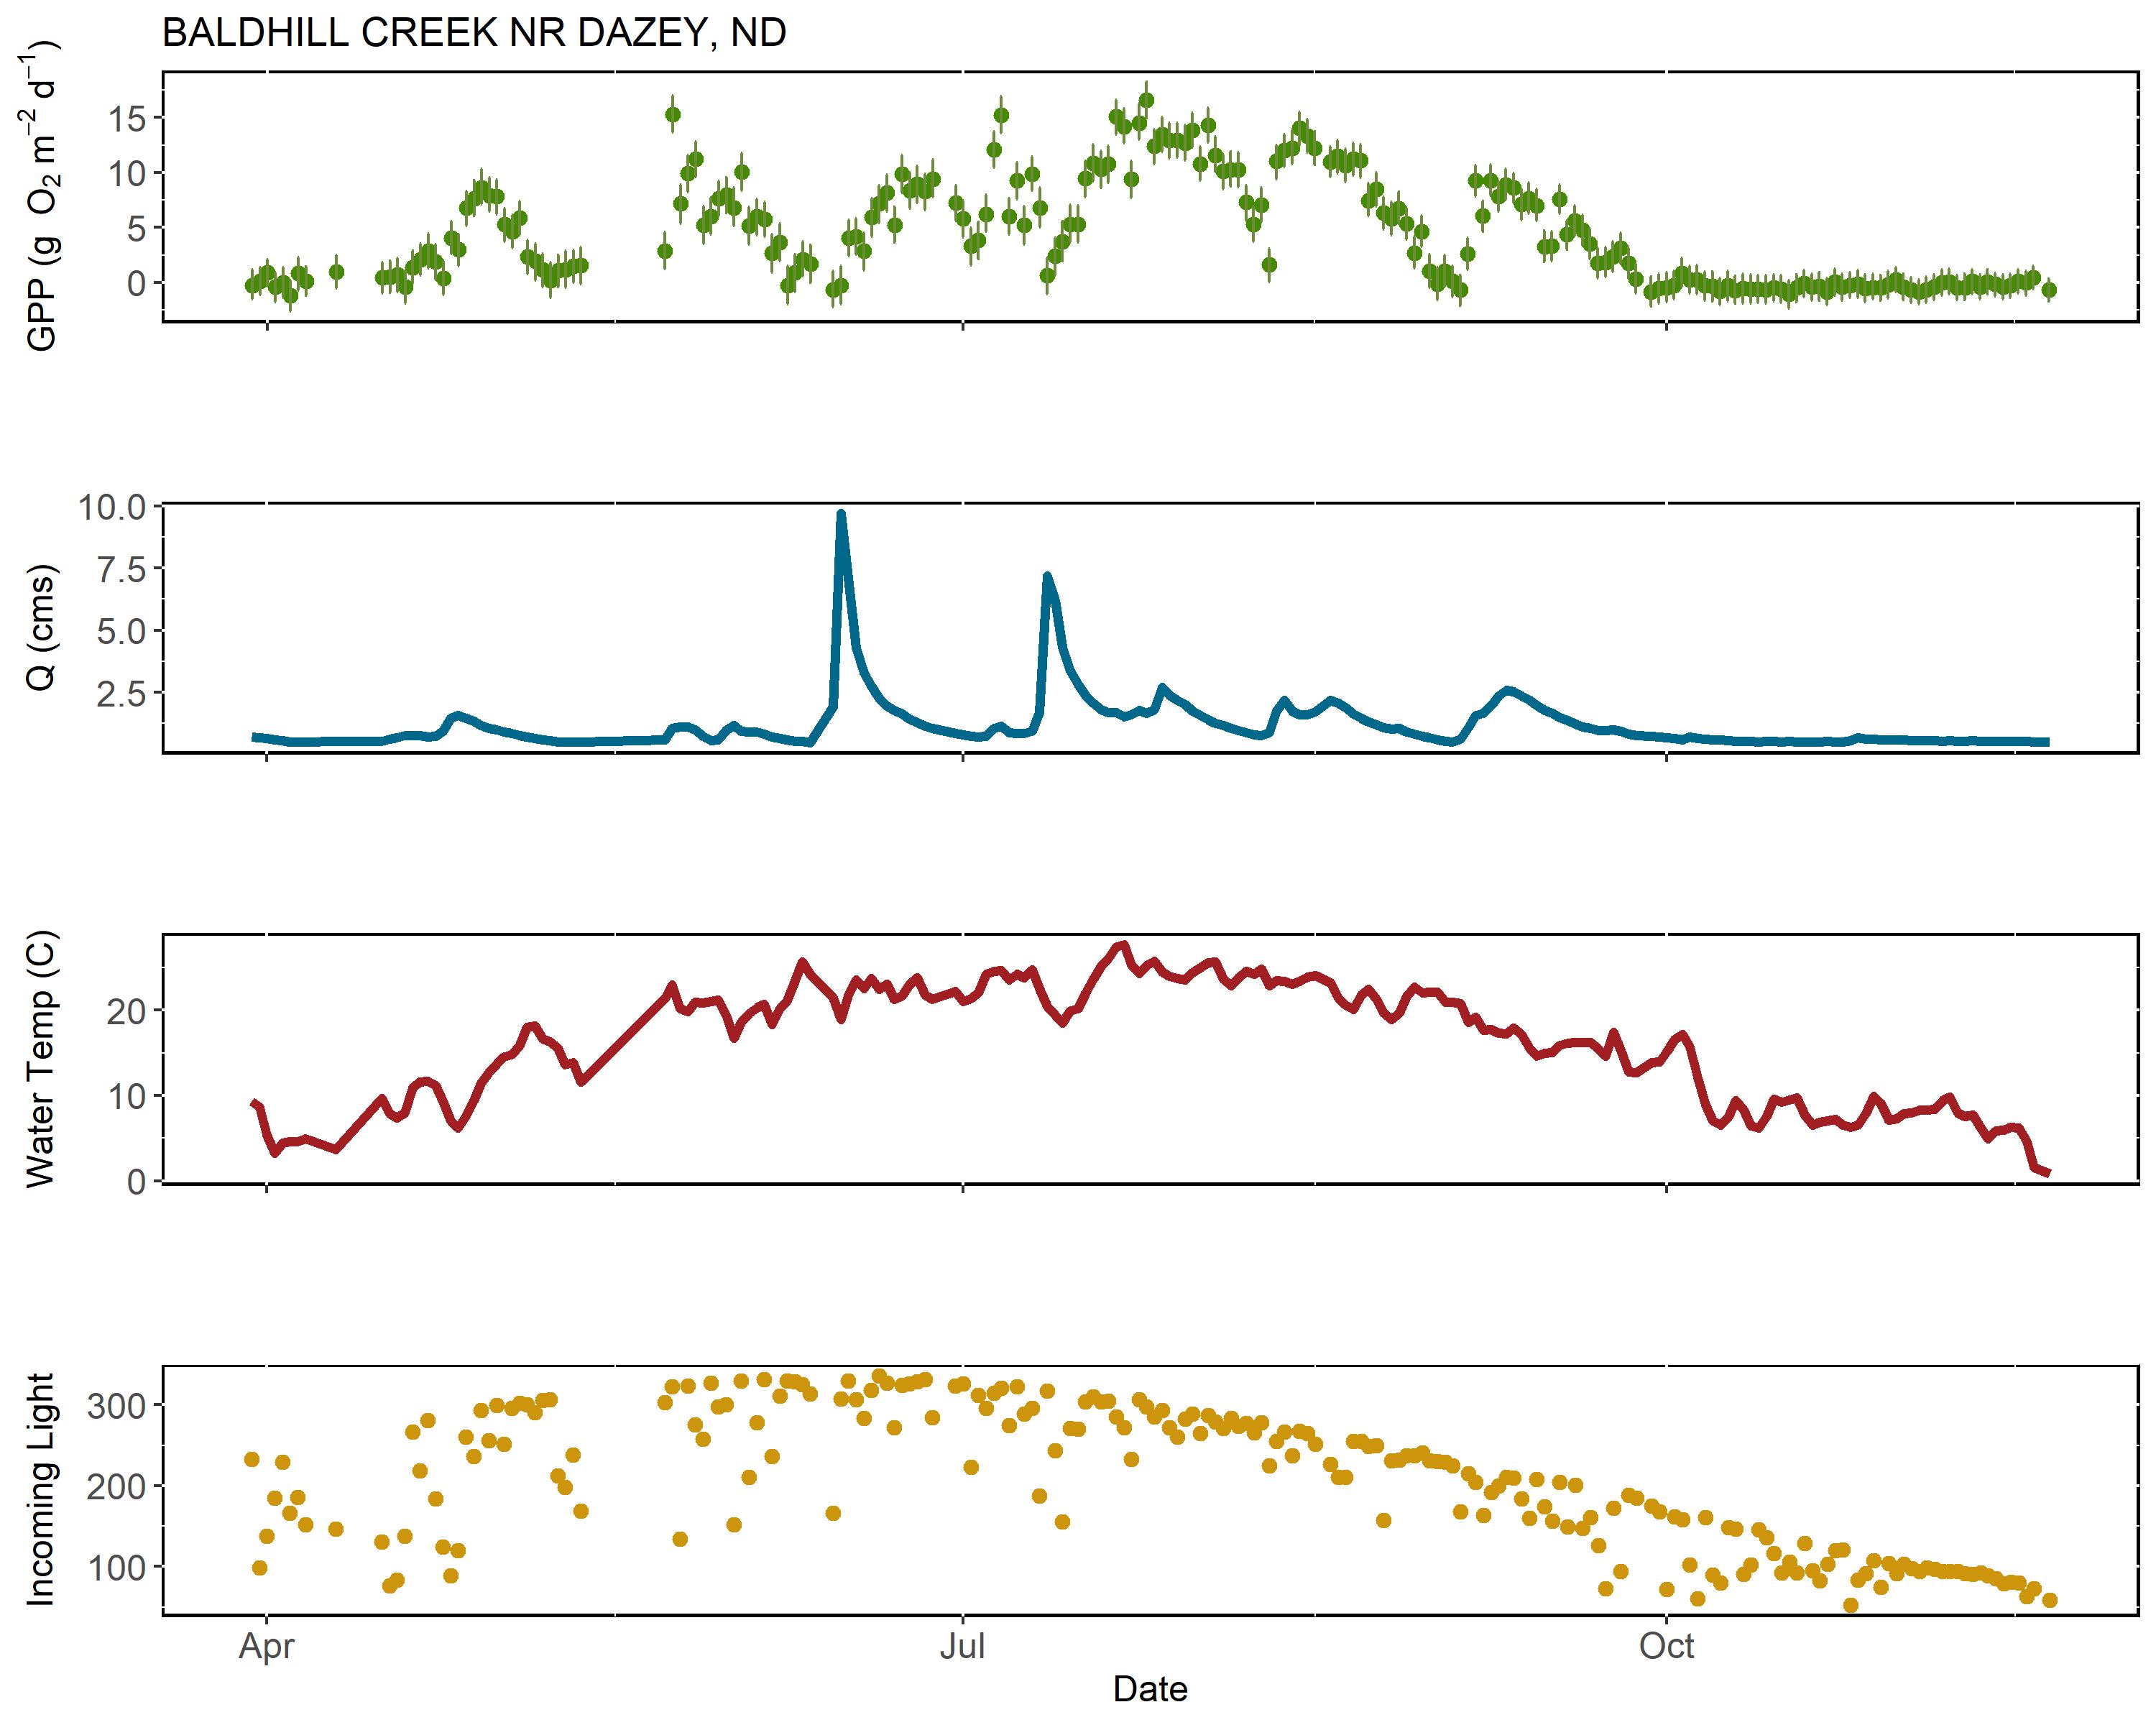 BALDHILL CREEK NR DAZEY, ND
GPP (g O₂ m⁻² d⁻¹)
15
10
5
0
Q (cms)
10.0
7.5
5.0
2.5
Water Temp (C)
20
10
0
Incoming Light
300
200
100
Apr Jul Oct
Date